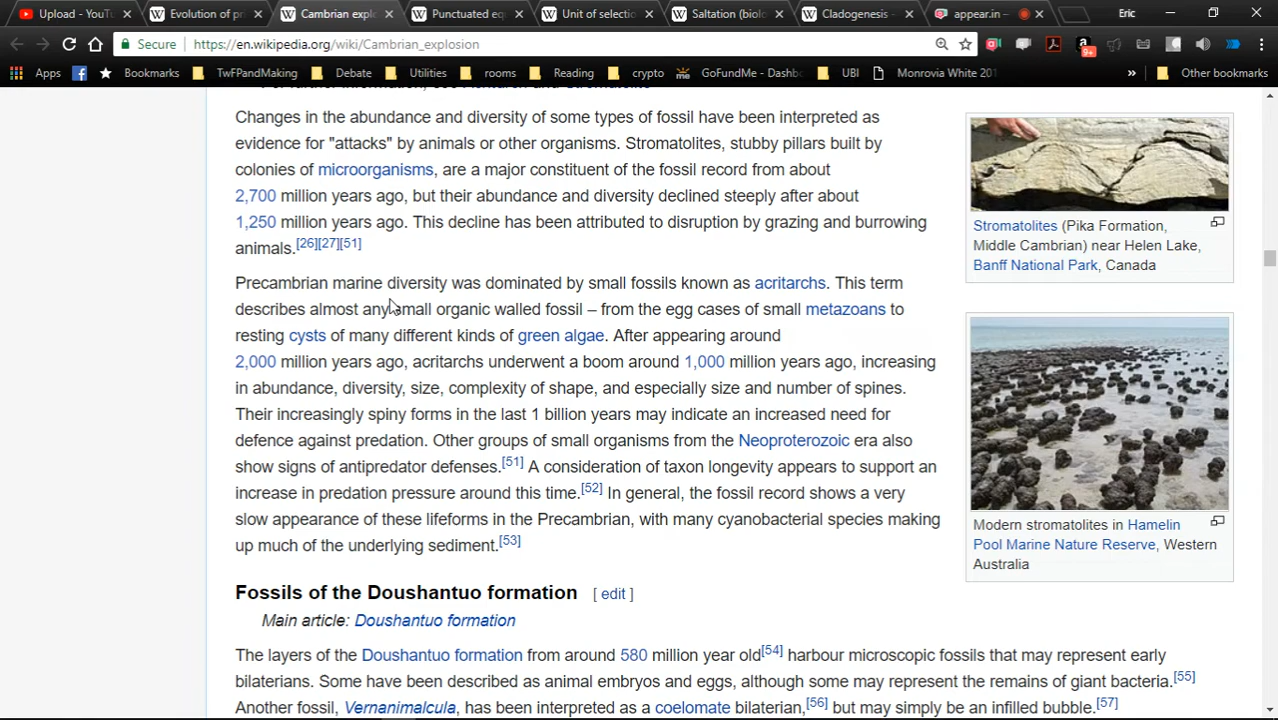 Upload - YouTu
Evolution of pr
Cambrian expl
Punctuated eq
Unit of selectio
Saltation (biolo
Cladogenesis -
appear.in –
Eric
Secure
https://en.wikipedia.org/wiki/Cambrian_explosion
9+
Apps
Bookmarks
TwFPandMaking
Debate
Utilities
rooms
Reading
crypto
me
GoFundMe - Dashb
UBI
Monrovia White 201
»
Other bookmarks
Changes in the abundance and diversity of some types of fossil have been interpreted as
evidence for "attacks" by animals or other organisms. Stromatolites, stubby pillars built by
colonies of microorganisms, are a major constituent of the fossil record from about
2,700 million years ago, but their abundance and diversity declined steeply after about
1,250 million years ago. This decline has been attributed to disruption by grazing and burrowing
animals.[26][27][51]
Precambrian marine diversity was dominated by small fossils known as acritarchs. This term
describes almost any small organic walled fossil – from the egg cases of small metazoans to
resting cysts of many different kinds of green algae. After appearing around
2,000 million years ago, acritarchs underwent a boom around 1,000 million years ago, increasing
in abundance, diversity, size, complexity of shape, and especially size and number of spines.
Their increasingly spiny forms in the last 1 billion years may indicate an increased need for
defence against predation. Other groups of small organisms from the Neoproterozoic era also
show signs of antipredator defenses.[51] A consideration of taxon longevity appears to support an
increase in predation pressure around this time.[52] In general, the fossil record shows a very
slow appearance of these lifeforms in the Precambrian, with many cyanobacterial species making
up much of the underlying sediment.[53]
Stromatolites (Pika Formation,
Middle Cambrian) near Helen Lake,
Banff National Park, Canada
Modern stromatolites in Hamelin
Pool Marine Nature Reserve, Western
Australia
Fossils of the Doushantuo formation [ edit ]
Main article: Doushantuo formation
The layers of the Doushantuo formation from around 580 million year old[54] harbour microscopic fossils that may represent early
bilaterians. Some have been described as animal embryos and eggs, although some may represent the remains of giant bacteria.[55]
Another fossil, Vernanimalcula, has been interpreted as a coelomate bilaterian,[56] but may simply be an infilled bubble.[57]